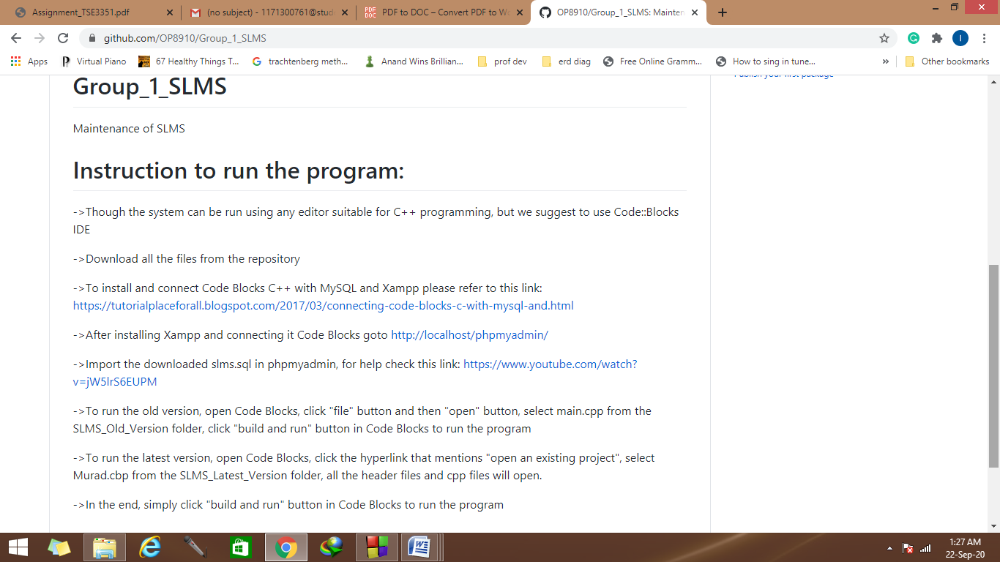 Assignment_TSE3351.pdf
(no subject) - 1171300761@stud
PDF to DOC – Convert PDF to Wo
OP8910/Group_1_SLMS: Mainten
github.com/OP8910/Group_1_SLMS
Apps
Virtual Piano
67 Healthy Things T...
trachtenberg meth...
Anand Wins Brillian...
prof dev
erd diag
Free Online Gramm...
How to sing in tune...
Other bookmarks
Publish your first package
Group_1_SLMS
Maintenance of SLMS
Instruction to run the program:
->Though the system can be run using any editor suitable for C++ programming, but we suggest to use Code::Blocks
IDE
->Download all the files from the repository
->To install and connect Code Blocks C++ with MySQL and Xampp please refer to this link:
https://tutorialplaceforall.blogspot.com/2017/03/connecting-code-blocks-c-with-mysql-and.html
->After installing Xampp and connecting it Code Blocks goto http://localhost/phpmyadmin/
->Import the downloaded slms.sql in phpmyadmin, for help check this link: https://www.youtube.com/watch?
v=jW5lrS6EUPM
->To run the old version, open Code Blocks, click "file" button and then "open" button, select main.cpp from the
SLMS_Old_Version folder, click "build and run" button in Code Blocks to run the program
->To run the latest version, open Code Blocks, click the hyperlink that mentions "open an existing project", select
Murad.cbp from the SLMS_Latest_Version folder, all the header files and cpp files will open.
->In the end, simply click "build and run" button in Code Blocks to run the program
1:27 AM
22-Sep-20